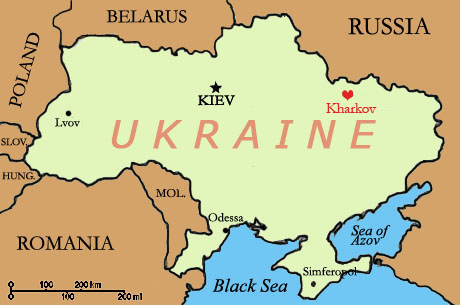 BELARUS
RUSSIA
POLAND
KIEV
Kharkov
Lvov
UKRAINE
SLOV.
HUNG.
MOL.
Odessa
Sea of
Azov
ROMANIA
Simferopol
Black Sea
0 100 200 km
0 100 200 mi